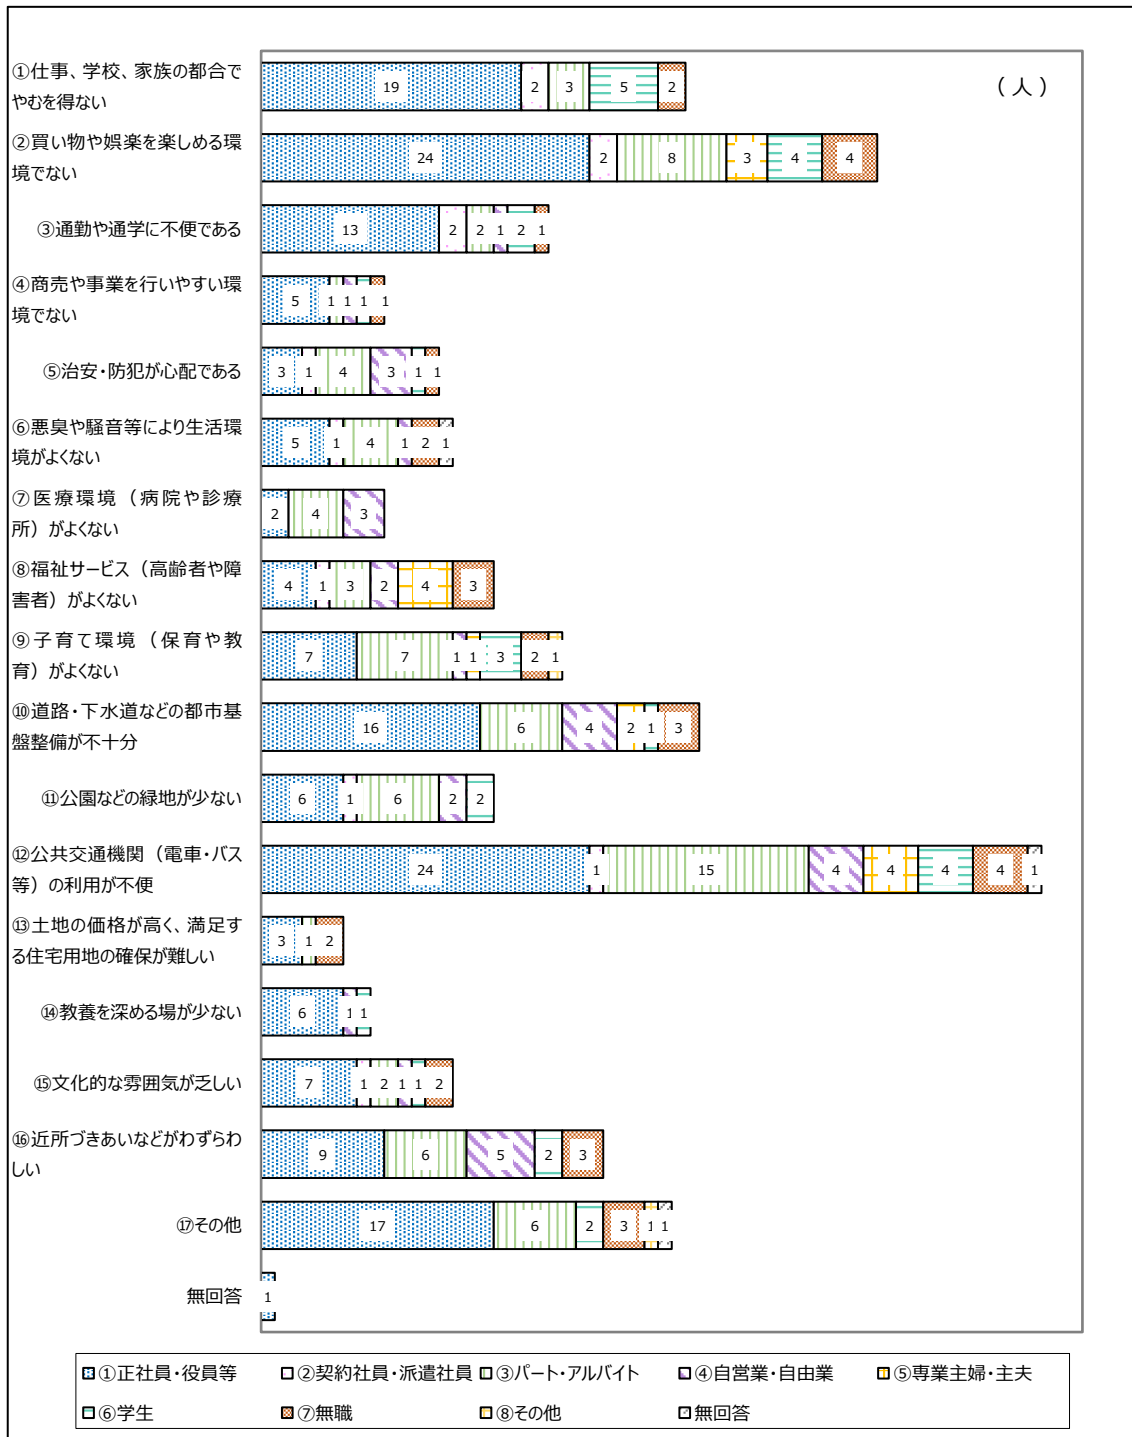 (人)
①仕事、学校、家族の都合で
やむを得ない
19 2 3 5 2
②買い物や娯楽を楽しめる環
境でない
24 2 8 3 4 4
③通勤や通学に不便である
13 2 2 1 2 1
④商売や事業を行いやすい環
境でない
5 1 1 1 1
⑤治安・防犯が心配である
3 1 4 3 1 1
⑥悪臭や騒音等により生活環
境がよくない
5 1 4 1 2 1
⑦医療環境（病院や診療
所）がよくない
2 4 3
⑧福祉サービス（高齢者や障
害者）がよくない
4 1 3 2 4 3
⑨子育て環境（保育や教
育）がよくない
7 7 1 1 3 2 1
⑩道路・下水道などの都市基
盤整備が不十分
16 6 4 2 1 3
⑪公園などの緑地が少ない
6 1 6 2 2
⑫公共交通機関（電車・バス
等）の利用が不便
24 1 15 4 4 4 4 1
⑬土地の価格が高く、満足す
る住宅用地の確保が難しい
3 1 2
⑭教養を深める場が少ない
6 1 1
⑮文化的な雰囲気が乏しい
7 1 2 1 1 2
⑯近所づきあいなどがわずらわ
しい
9 6 5 2 3
⑰その他
17 6 2 3 1 1
無回答
1
①正社員・役員等 ②契約社員・派遣社員 ③パート・アルバイト ④自営業・自由業 ⑤専業主婦・主夫
⑥学生 ⑦無職 ⑧その他 無回答